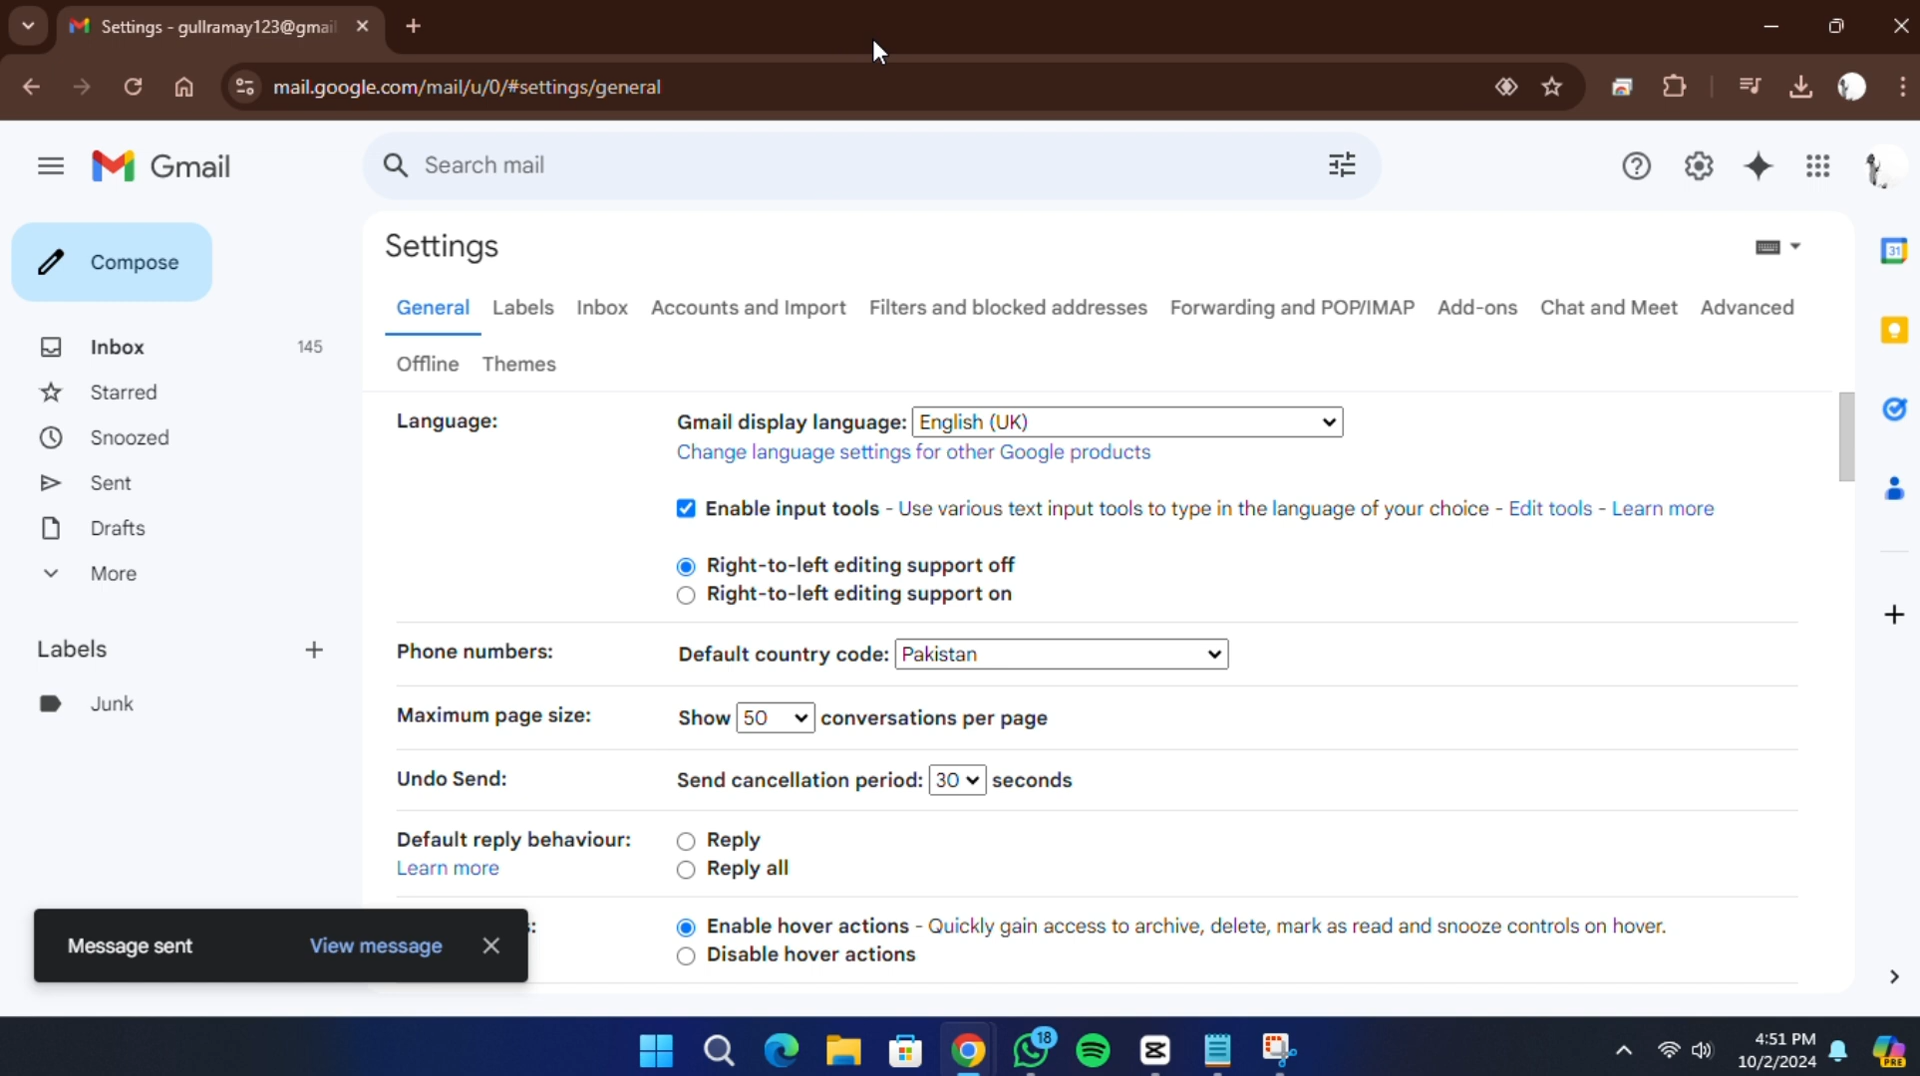 Settings - gullramay123@gmai
mail.google.com/mail/u/0/#settings/general
Gmail
Search mail
Compose
Settings
General Labels Inbox Accounts and Import Filters and blocked addresses Forwarding and POP/IMAP Add-ons Chat and Meet Advanced
Offline Themes
Inbox 145
Starred
Snoozed
Sent
Drafts
More
Labels
Junk
Language: Gmail display language: English (UK)
Change language settings for other Google products
Enable input tools - Use various text input tools to type in the language of your choice - Edit tools - Learn more
Right-to-left editing support off
Right-to-left editing support on
Phone numbers: Default country code: Pakistan
Maximum page size: Show 50 conversations per page
Undo Send: Send cancellation period: 30 seconds
Default reply behaviour: Reply
Learn more Reply all
Enable hover actions - Quickly gain access to archive, delete, mark as read and snooze controls on hover.
Disable hover actions
Message sent View message
31
18
4:51 PM
10/2/2024
PRE